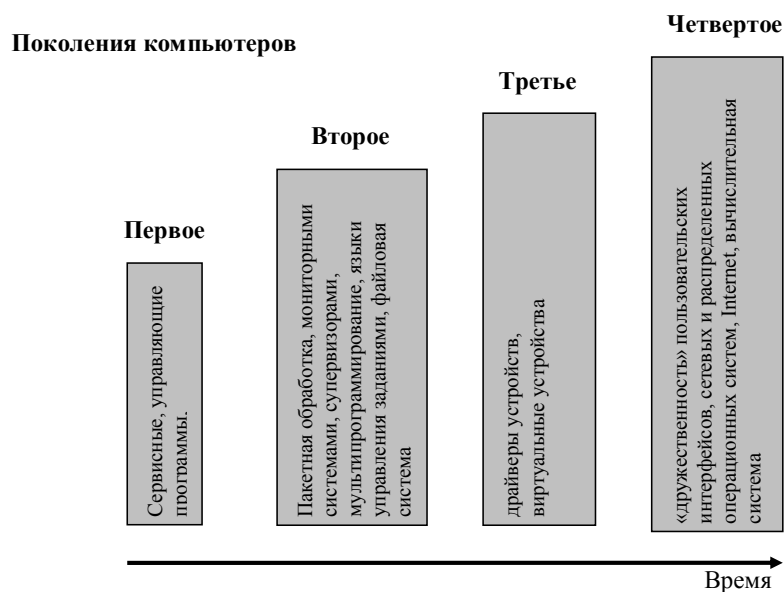 Поколения компьютеров
Первое
Сервисные, управляющие
программы.
Второе
Пакетная обработка, мониторными
системами, супервизорами,
мультипрограммирование, языки
управления заданиями, файловая
система
Третье
драйверы устройств,
виртуальные устройства
Четвертое
«дружественность» пользовательских
интерфейсов, сетевых и распределенных
операционных систем, Internet, вычислительная
система
Время